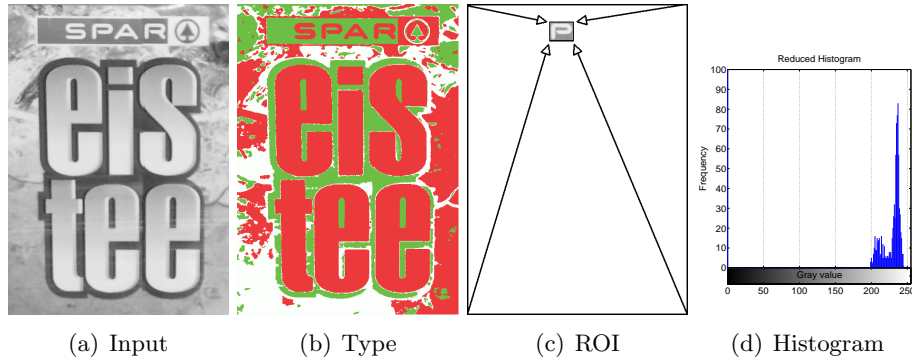 SPAR
eis
tee
SPAR
eis
tee
P
Reduced Histogram
Frequency
100
90
80
70
60
50
40
30
20
10
0
Gray value
0 50 100 150 200 250
(a) Input (b) Type (c) ROI (d) Histogram